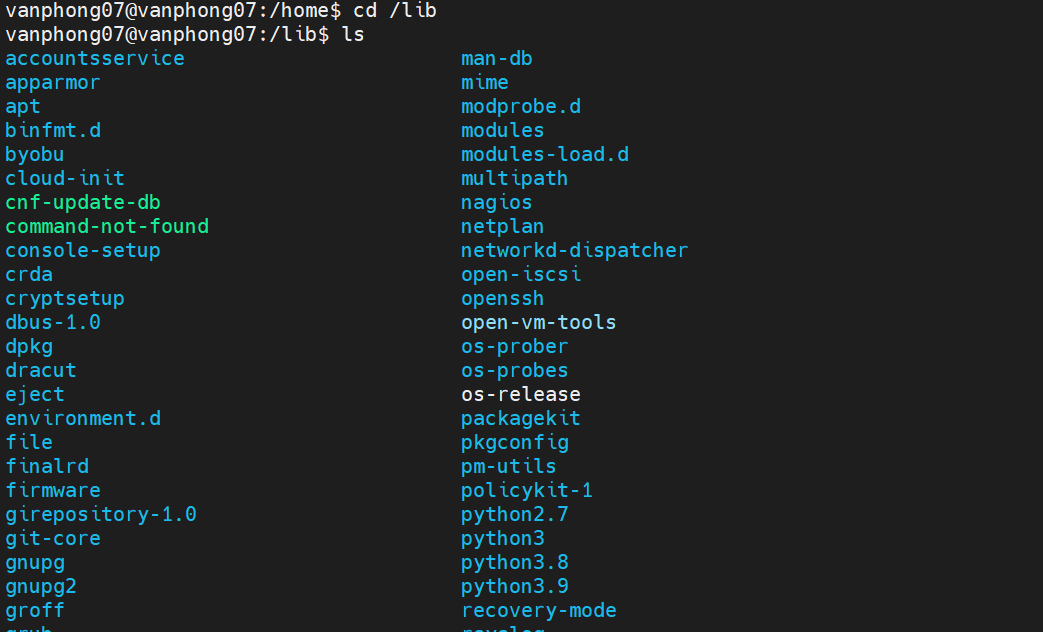 vanphong07@vanphong07:/home$ cd /lib
vanphong07@vanphong07:/lib$ ls
accountsservice man-db
apparmor mime
apt modprobe.d
binfmt.d modules
byobu modules-load.d
cloud-init multipath
cnf-update-db nagios
command-not-found netplan
console-setup networkd-dispatcher
crda open-iscsi
cryptsetup openssh
dbus-1.0 open-vm-tools
dpkg os-prober
dracut os-probes
eject os-release
environment.d packagekit
file pkgconfig
finalrd pm-utils
firmware policykit-1
girepository-1.0 python2.7
git-core python3
gnupg python3.8
gnupg2 python3.9
groff recovery-mode